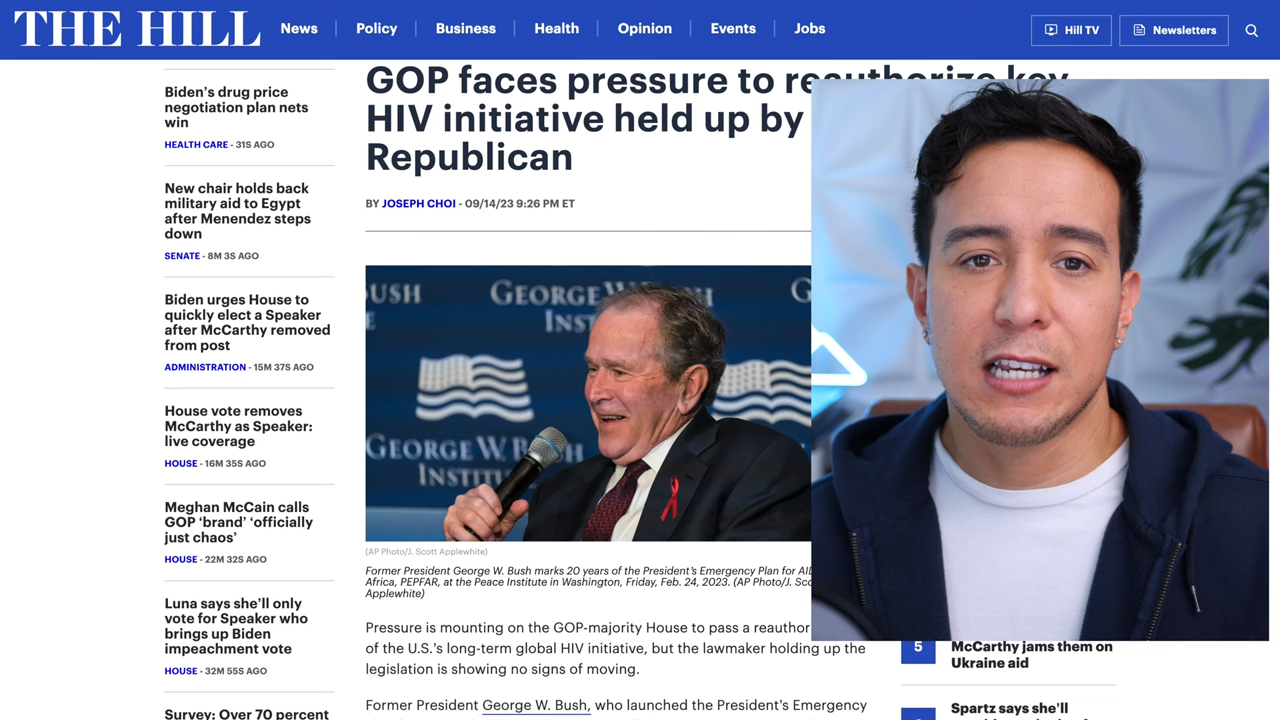 THE HILL
News
Policy
Business
Health
Opinion
Events
Jobs
Hill TV
Newsletters
Biden's drug price
negotiation plan nets
win
HEALTH CARE - 31S AGO
New chair holds back
military aid to Egypt
after Menendez steps
down
SENATE - 8M 3S AGO
Biden urges House to
quickly elect a Speaker
after McCarthy removed
from post
ADMINISTRATION - 15M 37S AGO
House vote removes
McCarthy as Speaker:
live coverage
HOUSE - 16M 35S AGO
Meghan McCain calls
GOP ‘brand’ ‘officially
just chaos’
HOUSE - 22M 32S AGO
Luna says she’ll only
vote for Speaker who
brings up Biden
impeachment vote
HOUSE - 32M 55S AGO
Survey: Over 70 percent
GOP faces pressure to reauthorize key
HIV initiative held up by
Republican
BY JOSEPH CHOI - 09/14/23 9:26 PM ET
BUSH
GEORGE W. BUSH
GEORGE W. BUSH
(AP Photo/J. Scott Applewhite)
Former President George W. Bush marks 20 years of the President's Emergency Plan for
Africa, PEPFAR, at the Peace Institute in Washington, Friday, Feb. 24, 2023. (AP Photo/J.
Applewhite)
Pressure is mounting on the GOP-majority House to pass a
of the U.S.'s long-term global HIV initiative, but the lawmaker holding up the
legislation is showing no signs of moving.
Former President George W. Bush, who launched the President's Emergency
5
McCarthy jams them on
Ukraine aid
Spartz says she'll